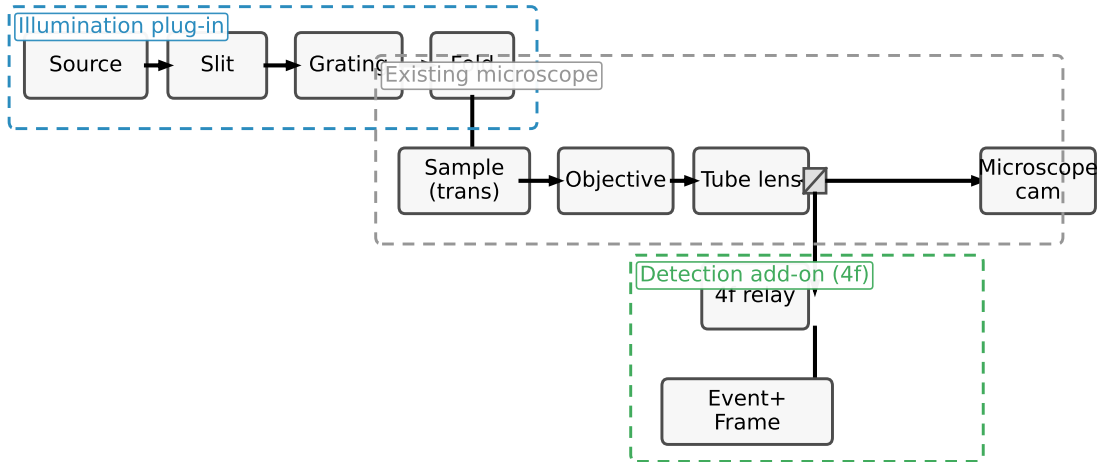 Illumination plug-in
Source
Slit
Grating
Fold
Existing microscope
Sample
(trans)
Objective
Tube lens
Microscope
cam
Detection add-on (4f)
4f relay
Event+
Frame